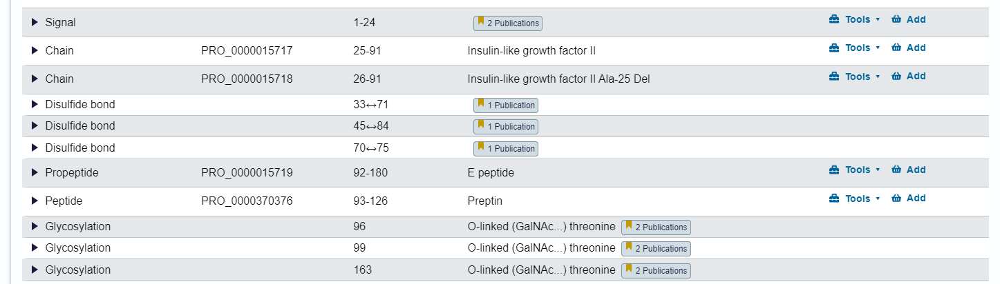 Signal 1-24 2 Publications Tools Add
Chain PRO_0000015717 25-91 Insulin-like growth factor II Tools Add
Chain PRO_0000015718 26-91 Insulin-like growth factor II Ala-25 Del Tools Add
Disulfide bond 33↔71 1 Publication
Disulfide bond 45↔84 1 Publication
Disulfide bond 70↔75 1 Publication
Propeptide PRO_0000015719 92-180 E peptide Tools Add
Peptide PRO_0000370376 93-126 Preptin Tools Add
Glycosylation 96 O-linked (GalNAc...) threonine 2 Publications
Glycosylation 99 O-linked (GalNAc...) threonine 2 Publications
Glycosylation 163 O-linked (GalNAc...) threonine 2 Publications